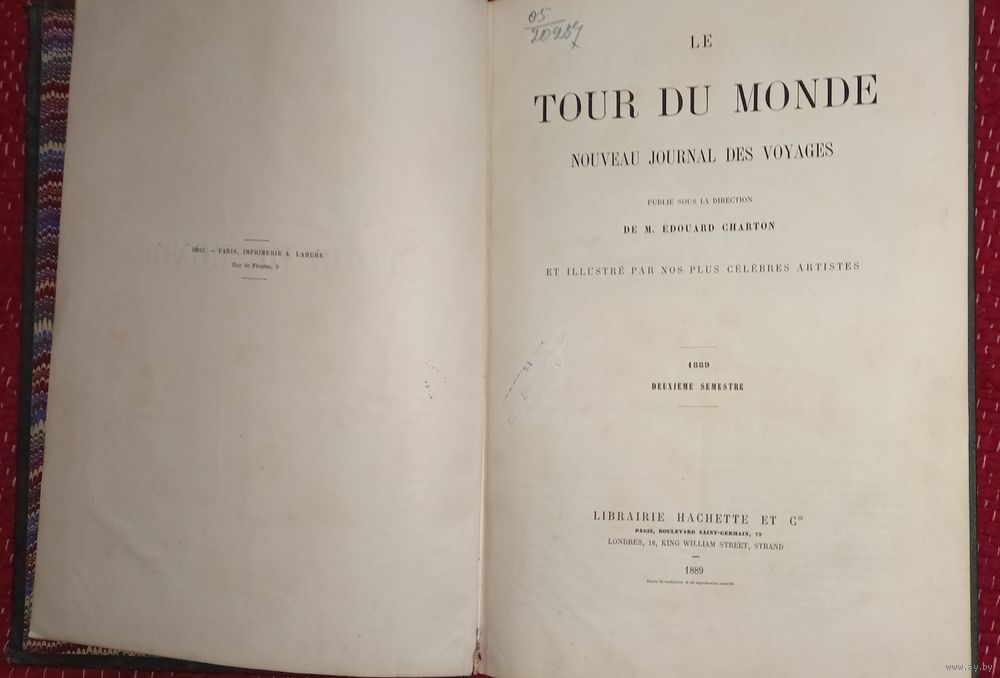 PARIS, IMPRIMERIE A. LAHURE
Rue de Fleurus, 9
05
20257
LE
TOUR DU MONDE
NOUVEAU JOURNAL DES VOYAGES
PUBLIÉ SOUS LA DIRECTION
DE M. ÉDOUARD CHARTON
ET ILLUSTRÉ PAR NOS PLUS CÉLÈBRES ARTISTES
1889
DEUXIÈME SEMESTRE
LIBRAIRIE HACHETTE ET Cie
PARIS, BOULEVARD SAINT-GERMAIN, 79
LONDRES, 18, KING WILLIAM STREET, STRAND
1889
Droits de traduction et de reproduction réservés.
www.ay.by